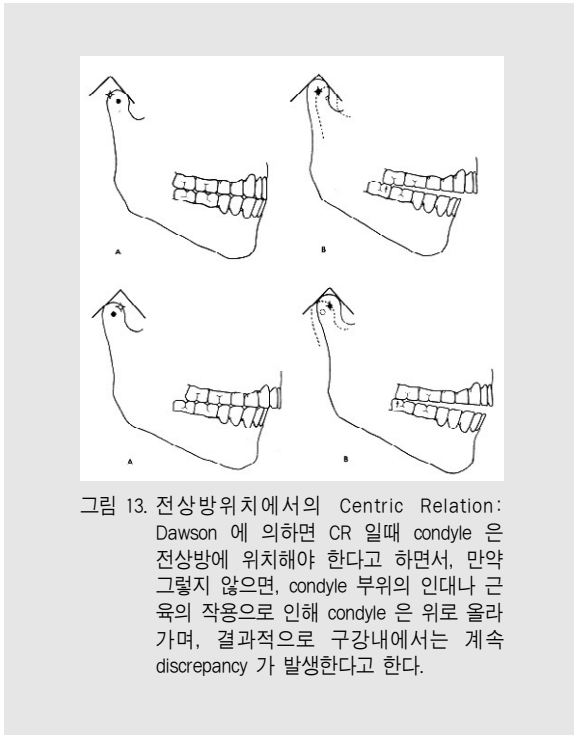 A
B
A
B
그림 13. 전상방위치에서의 Centric Relation:
Dawson 에 의하면 CR 일때 condyle 은
전상방에 위치해야 한다고 하면서, 만약
그렇지 않으면, condyle 부위의 인대나 근
육의 작용으로 인해 condyle 은 위로 올라
가며, 결과적으로 구강내에서는 계속
discrepancy 가 발생한다고 한다.